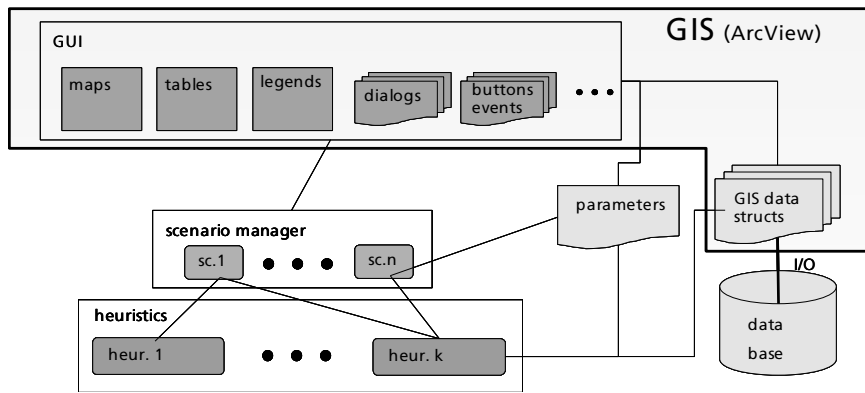 GIS (ArcView)
GUI
maps
tables
legends
dialogs
buttons
events
GIS data
structs
parameters
scenario manager
sc.1
sc.n
I/O
heuristics
heur. 1
heur. k
data
base